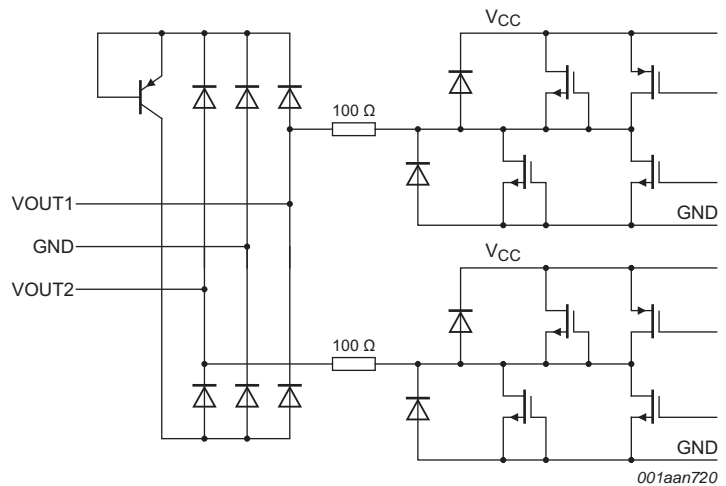 VCC
100 Ω
VOUT1
GND
GND
VCC
VOUT2
100 Ω
GND
001aan720